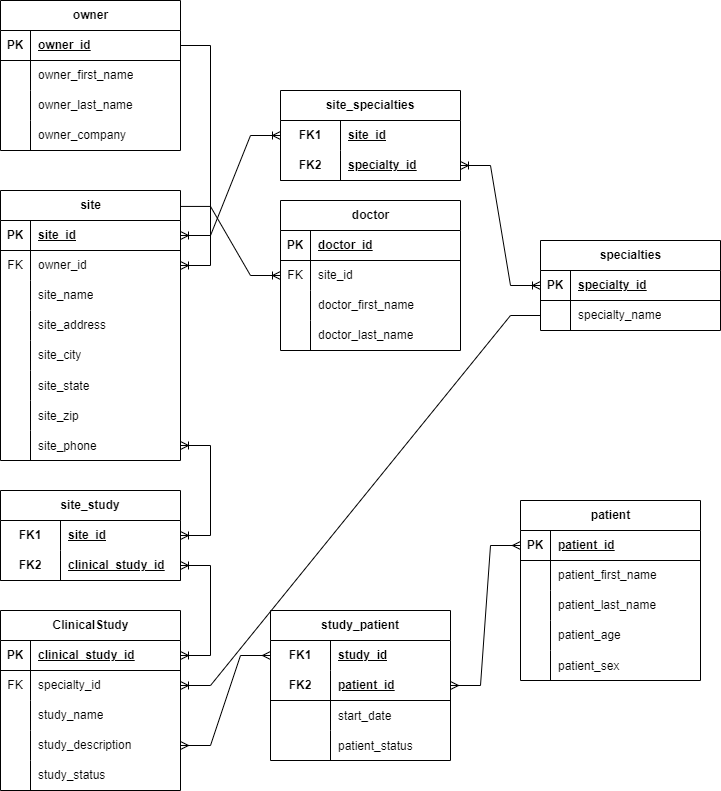 owner
PK owner_id
owner_first_name
owner_last_name
owner_company
site
PK site_id
FK owner_id
site_name
site_address
site_city
site_state
site_zip
site_phone
site_study
FK1 site_id
FK2 clinical_study_id
ClinicalStudy
PK clinical_study_id
FK specialty_id
study_name
study_description
study_status
site_specialties
FK1 site_id
FK2 specialty_id
doctor
PK doctor_id
FK site_id
doctor_first_name
doctor_last_name
specialties
PK specialty_id
specialty_name
study_patient
FK1 study_id
FK2 patient_id
start_date
patient_status
patient
PK patient_id
patient_first_name
patient_last_name
patient_age
patient_sex